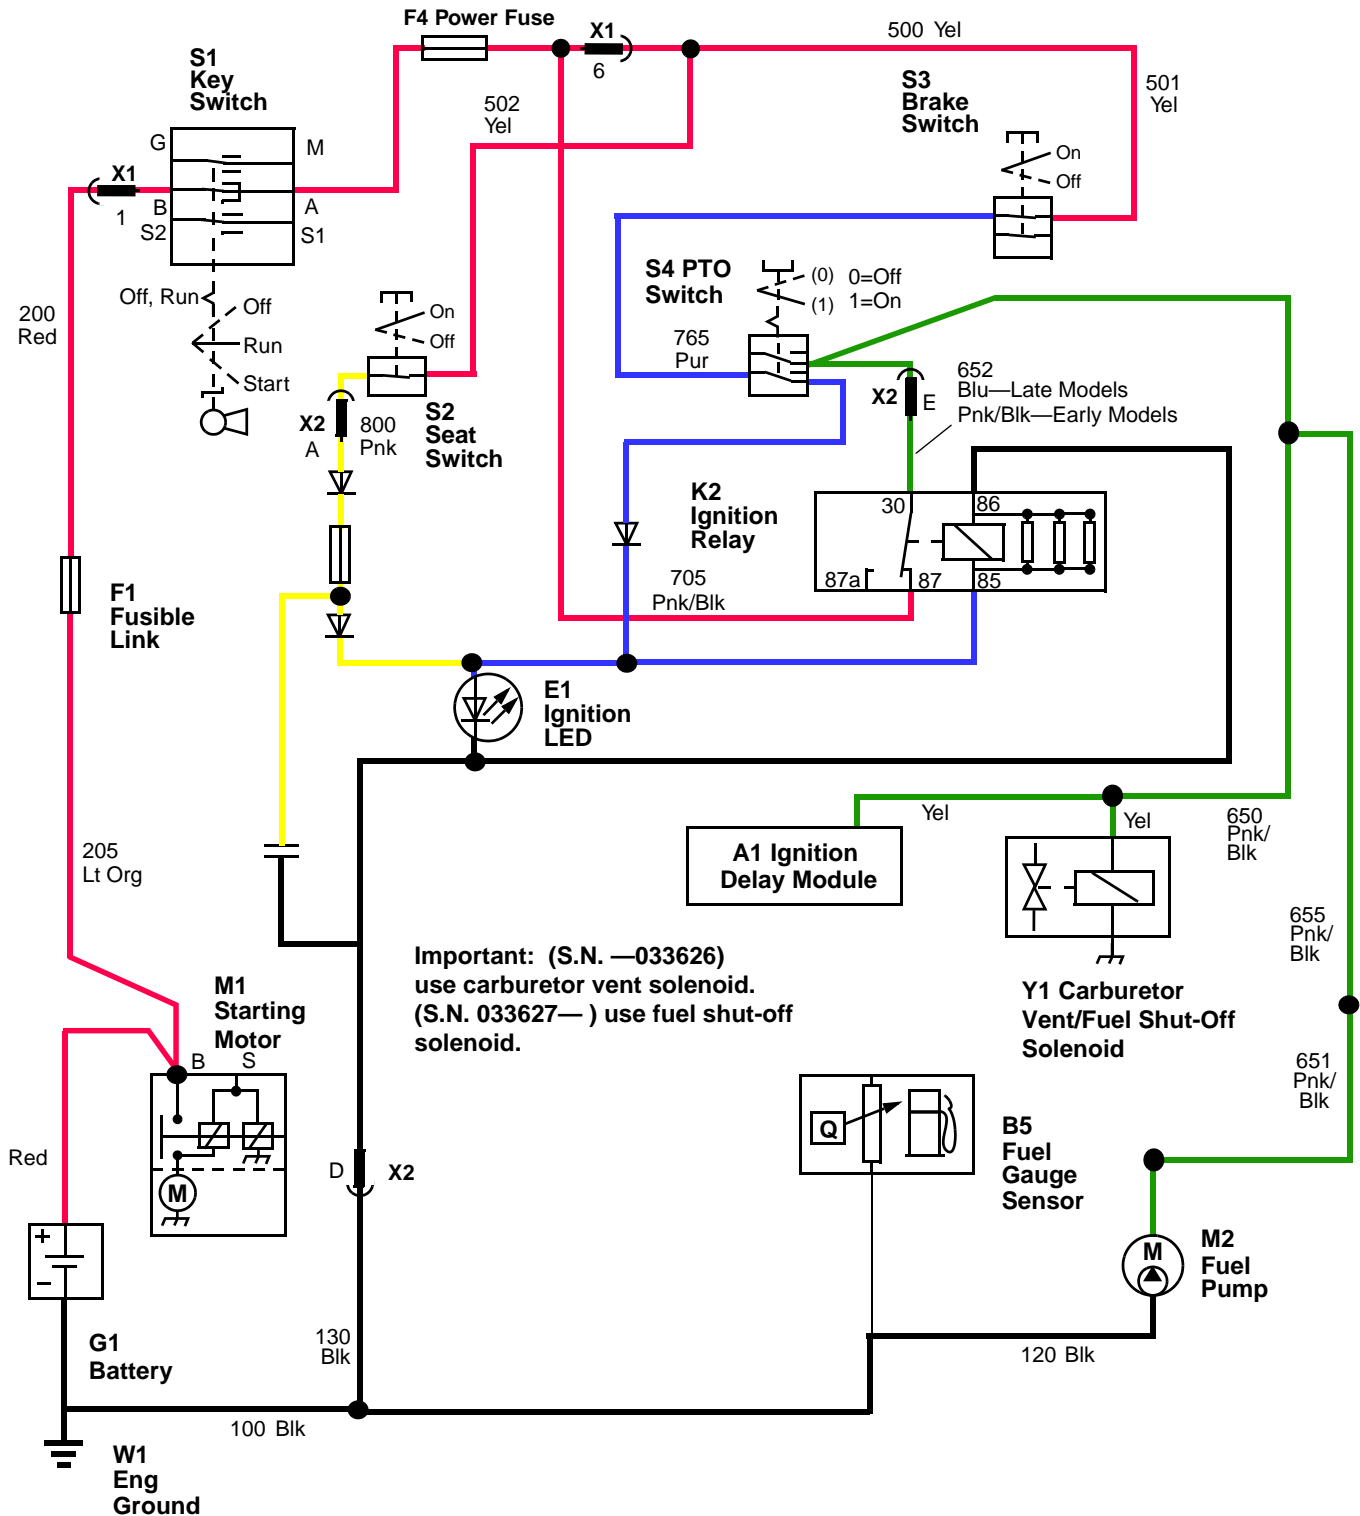 F4 Power Fuse
X1
6
500 Yel
S1
Key
Switch
502
Yel
S3
Brake
Switch
501
Yel
G
M
X1
1
B
A
S2
S1
On
Off
Off, Run
Off
Run
Start
200
Red
S4 PTO
Switch
(0)
0=Off
(1)
1=On
On
Off
765
Pur
652
Blu—Late Models
Pnk/Blk—Early Models
X2
E
X2
A
800
Pnk
S2
Seat
Switch
K2
Ignition
Relay
30
86
87a
87
85
705
Pnk/Blk
F1
Fusible
Link
E1
Ignition
LED
205
Lt Org
Yel
Yel
650
Pnk/
Blk
A1 Ignition
Delay Module
655
Pnk/
Blk
Important: (S.N. —033626)
use carburetor vent solenoid.
(S.N. 033627— ) use fuel shut-off
solenoid.
Y1 Carburetor
Vent/Fuel Shut-Off
Solenoid
M1
Starting
Motor
B
S
651
Pnk/
Blk
Q
B5
Fuel
Gauge
Sensor
Red
M
D
X2
+
−
M
M2
Fuel
Pump
G1
Battery
130
Blk
120 Blk
100 Blk
W1
Eng
Ground